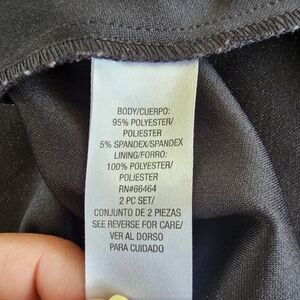 BODY/CUERPO:
95% POLYESTER/
POLIESTER
5% SPANDEX/SPANDEX
LINING/FORRO:
100% POLYESTER/
POLIESTER
RN#66464
2 PC SET/
CONJUNTO DE 2 PIEZAS
SEE REVERSE FOR CARE/
VER AL DORSO
PARA CUIDADO